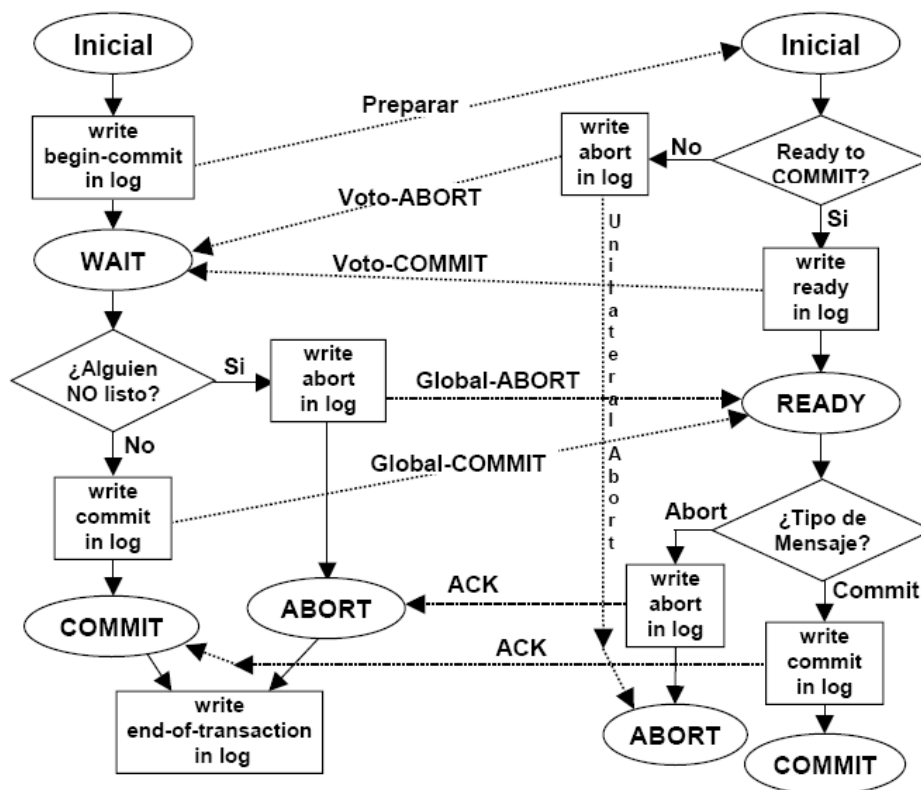 Inicial
Inicial
Preparar
write
begin-commit
in log
write
abort
in log
No
Ready to
COMMIT?
Voto-ABORT
Si
Unilateral Abort
WAIT
Voto-COMMIT
write
ready
in log
¿Alguien
NO listo?
Si
write
abort
in log
Global-ABORT
READY
No
Global-COMMIT
write
commit
in log
Abort
¿Tipo de
Mensaje?
ACK
write
abort
in log
Commit
ABORT
COMMIT
ACK
write
commit
in log
write
end-of-transaction
in log
ABORT
COMMIT